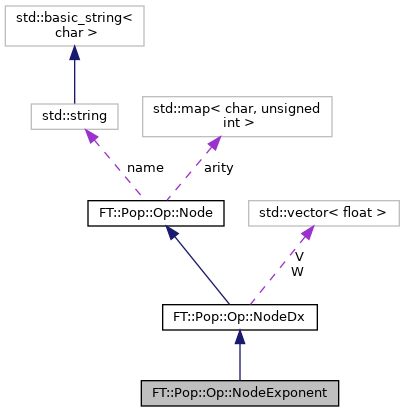 std::basic_string<
char >
std::string
std::map< char, unsigned
int >
name
arity
FT::Pop::Op::Node
std::vector< float >
V
W
FT::Pop::Op::NodeDx
FT::Pop::Op::NodeExponent